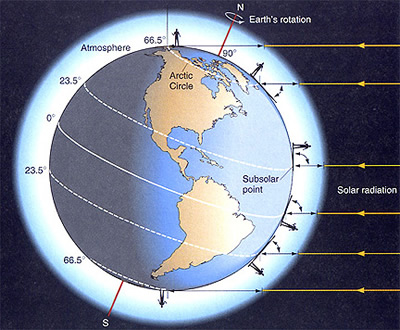 N
Earth's rotation
Atmosphere
66.5°
90°
Arctic
Circle
23.5°
0°
Subsolar
point
23.5°
Solar radiation
66.5°
S